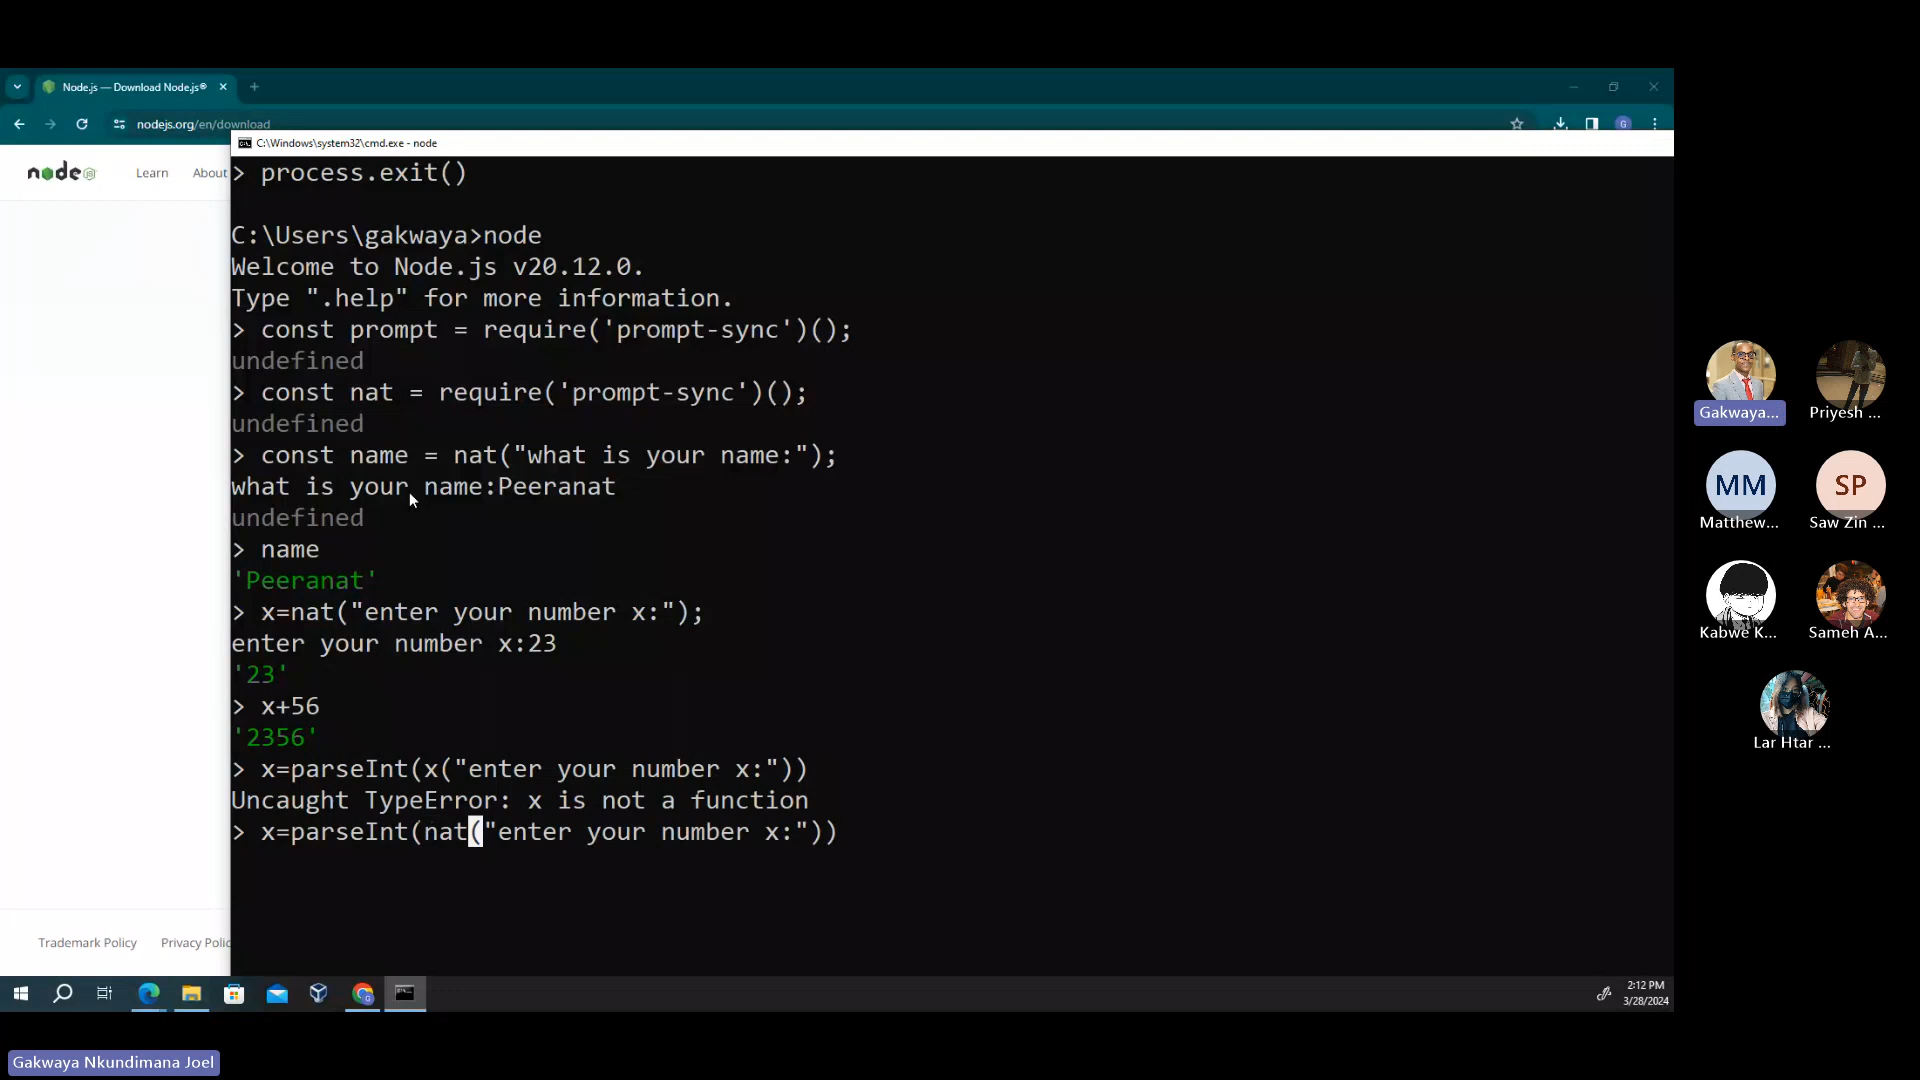 Node.js — Download Node.js®
nodejs.org/en/download
G
C:\Windows\system32\cmd.exe - node
node
JS
Learn
About
> process.exit()
C:\Users\gakwaya>node
Welcome to Node.js v20.12.0.
Type ".help" for more information.
> const prompt = require('prompt-sync')();
undefined
> const nat = require('prompt-sync')();
undefined
> const name = nat("what is your name:");
what is your name:Peeranat
undefined
> name
'Peeranat'
> x=nat("enter your number x:");
enter your number x:23
'23'
> x+56
'2356'
> x=parseInt(x("enter your number x:"))
Uncaught TypeError: x is not a function
> x=parseInt(nat("enter your number x:"))
Trademark Policy
Privacy Polic
2:12 PM
3/28/2024
Gakwaya...
Priyesh ...
MM
Matthew...
SP
Saw Zin ...
Kabwe K...
Sameh A...
Lar Htar ...
Gakwaya Nkundimana Joel